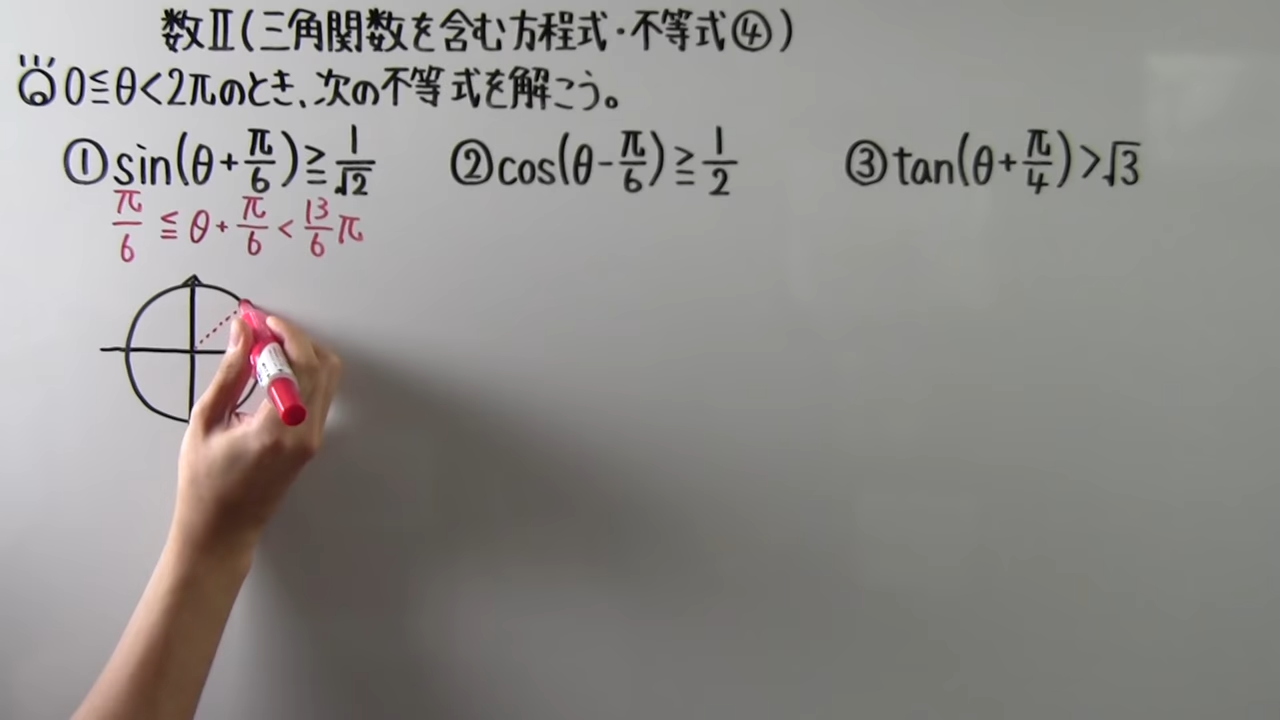 数Ⅱ(三角関数を含む方程式・不等式④)
0≦θ<2πのとき、次の不等式を解こう。
①sin(θ+π/6)≧1/√2 ②cos(θ-π/6)≧1/2 ③tan(θ+π/4)>√3
π/6≦θ+π/6<13/6π